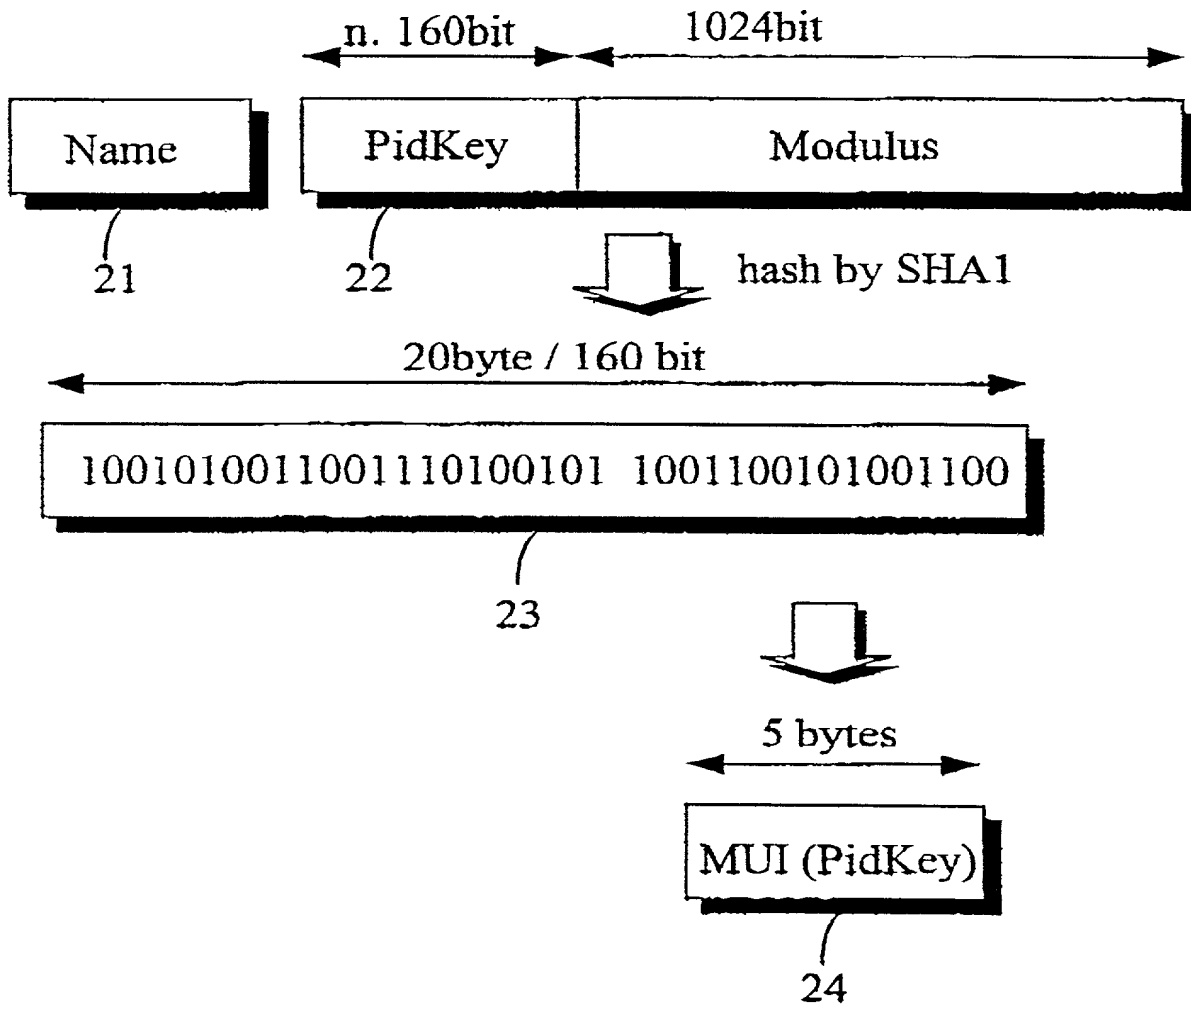 n. 160bit 1024bit
Name PidKey Modulus
21 22 hash by SHA1
20byte / 160 bit
1001010011001110100101 1001100101001100
23
5 bytes
MUI (PidKey)
24